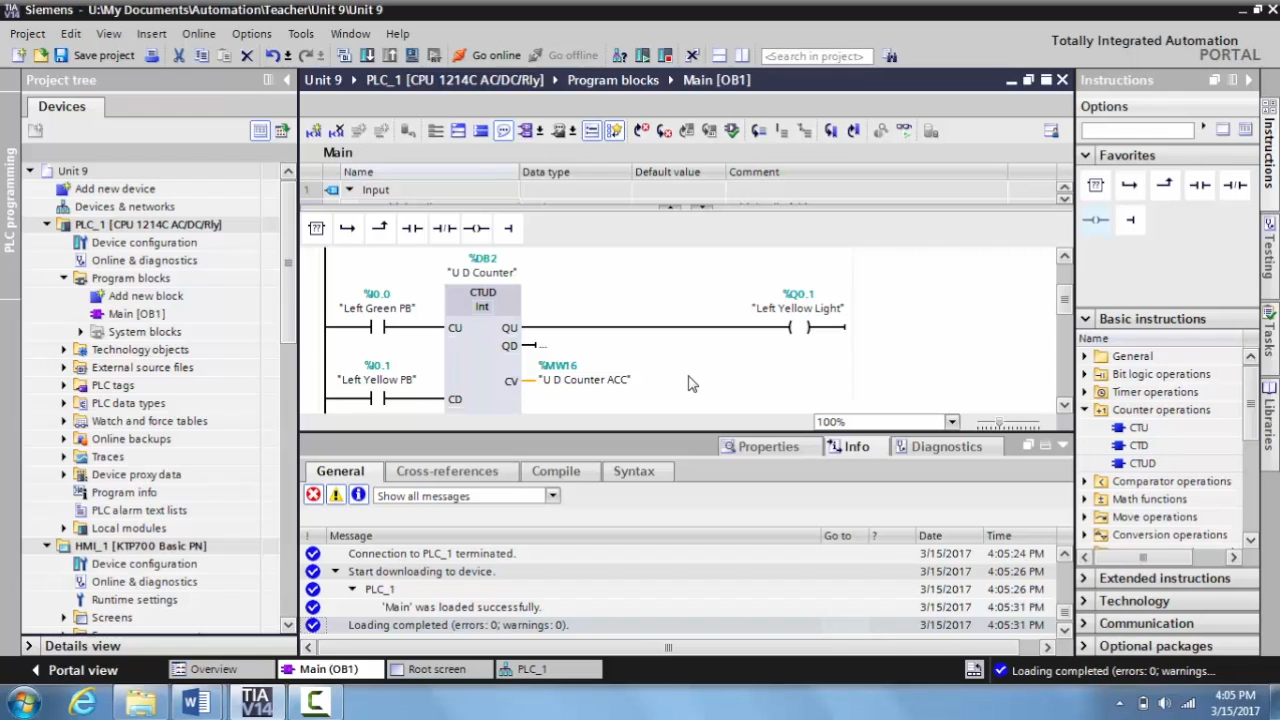 TIA
V14
Siemens - U:\My Documents\Automation\Teacher\Unit 9\Unit 9
Project Edit View Insert Online Options Tools Window Help
Totally Integrated Automation
PORTAL
Save project
Go online
Go offline
<Search in project>
Project tree
Unit 9 PLC_1 [CPU 1214C AC/DC/Rly] Program blocks Main [OB1]
Instructions
Devices
Options
PLC programming
Unit 9
Add new device
Devices & networks
PLC_1 [CPU 1214C AC/DC/Rly]
Device configuration
Online & diagnostics
Program blocks
Add new block
Main [OB1]
System blocks
Technology objects
External source files
PLC tags
PLC data types
Watch and force tables
Online backups
Traces
Device proxy data
Program info
PLC alarm text lists
Local modules
HMI_1 [KTP700 Basic PN]
Device configuration
Online & diagnostics
Runtime settings
Screens
Details view
Main
Name Data type Default value Comment
1 Input
??
%DB2
"U D Counter"
CTUD
Int
%I0.0
"Left Green PB"
CU
QU
%Q0.1
"Left Yellow Light"
QD
...
%MW16
CV
"U D Counter ACC"
%I0.1
"Left Yellow PB"
CD
100%
Properties
Info
Diagnostics
General Cross-references Compile Syntax
Show all messages
! Message Go to ? Date Time
Connection to PLC_1 terminated. 3/15/2017 4:05:24 PM
Start downloading to device. 3/15/2017 4:05:26 PM
PLC_1 3/15/2017 4:05:26 PM
'Main' was loaded successfully. 3/15/2017 4:05:31 PM
Loading completed (errors: 0; warnings: 0). 3/15/2017 4:05:31 PM
Favorites
??
Basic instructions
Name
General
Bit logic operations
Timer operations
Counter operations
CTU
CTD
CTUD
Comparator operations
Math functions
Move operations
Conversion operations
Extended instructions
Technology
Communication
Optional packages
Instructions
Testing
Tasks
Libraries
Portal view
Overview
Main (OB1)
Root screen
PLC_1
Loading completed (errors: 0; warnings...
TIA
V14
4:05 PM
3/15/2017